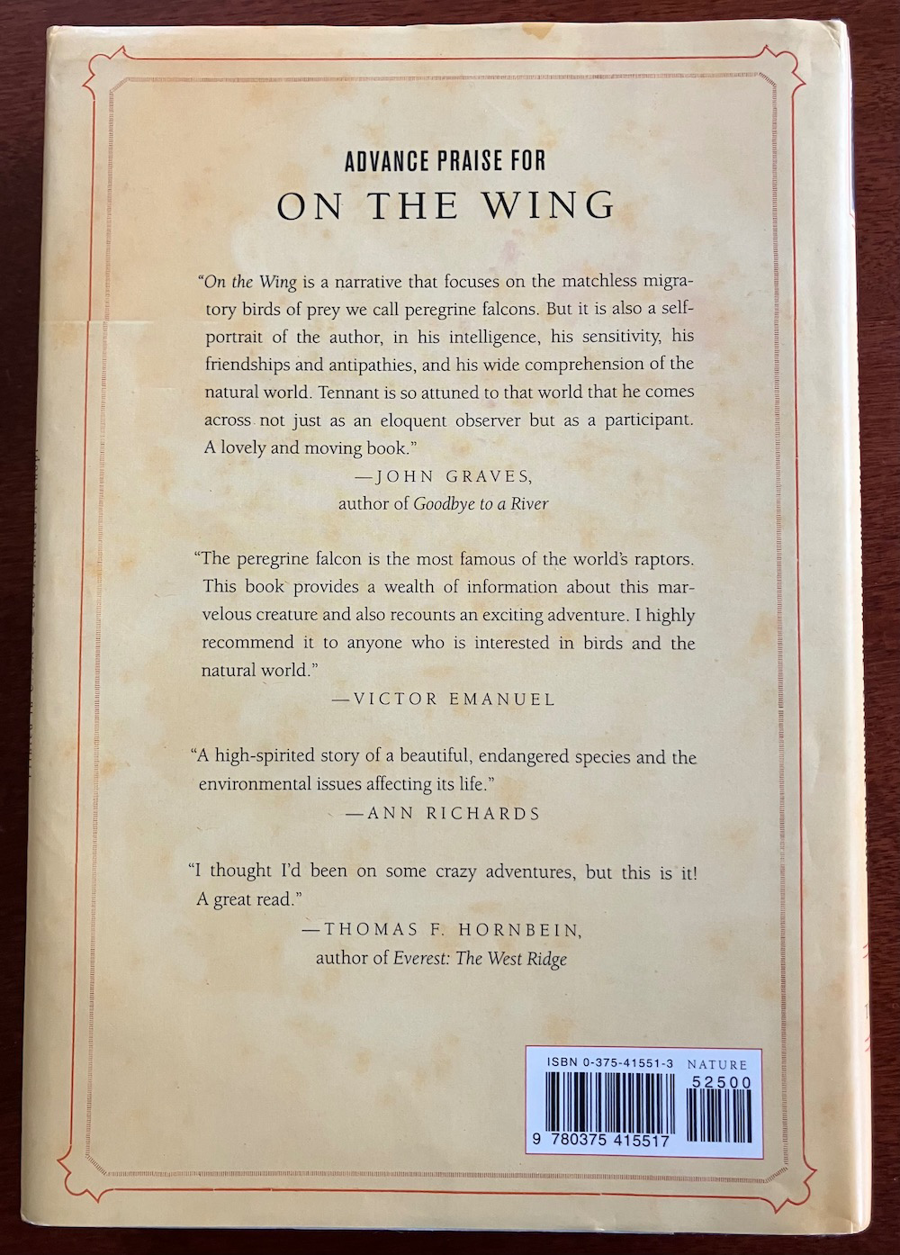 ADVANCE PRAISE FOR
ON THE WING
“On the Wing is a narrative that focuses on the matchless migra-
tory birds of prey we call peregrine falcons. But it is also a self-
portrait of the author, in his intelligence, his sensitivity, his
friendships and antipathies, and his wide comprehension of the
natural world. Tennant is so attuned to that world that he comes
across not just as an eloquent observer but as a participant.
A lovely and moving book.”
—JOHN GRAVES,
author of Goodbye to a River
“The peregrine falcon is the most famous of the world’s raptors.
This book provides a wealth of information about this mar-
velous creature and also recounts an exciting adventure. I highly
recommend it to anyone who is interested in birds and the
natural world.”
—VICTOR EMANUEL
“A high-spirited story of a beautiful, endangered species and the
environmental issues affecting its life.”
—ANN RICHARDS
“I thought I’d been on some crazy adventures, but this is it!
A great read.”
—THOMAS F. HORNBEIN,
author of Everest: The West Ridge
ISBN 0-375-41551-3 NATURE
52500
9 780375 415517